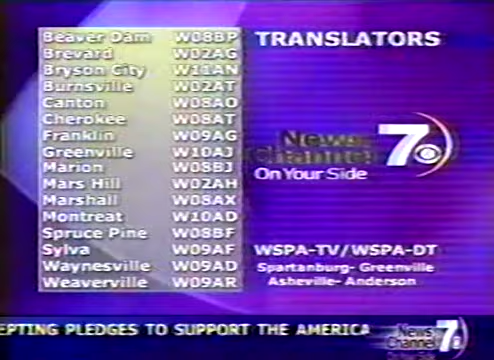 TRANSLATORS
Beaver Dam W08BP
Brevard W02AG
Bryson City W11AN
Burnsville W02AT
Canton W08AO
Cherokee W08AT
Franklin W09AG
Greenville W10AJ
Marion W08BJ
Mars Hill W02AH
Marshall W08AX
Montreat W10AD
Spruce Pine W08BF
Sylva W09AF
Waynesville W09AD
Weaverville W09AR
News
Channel 7
On Your Side
WSPA-TV/WSPA-DT
Spartanburg- Greenville
Asheville- Anderson
EPTING PLEDGES TO SUPPORT THE AMERICA
News
Channel 7